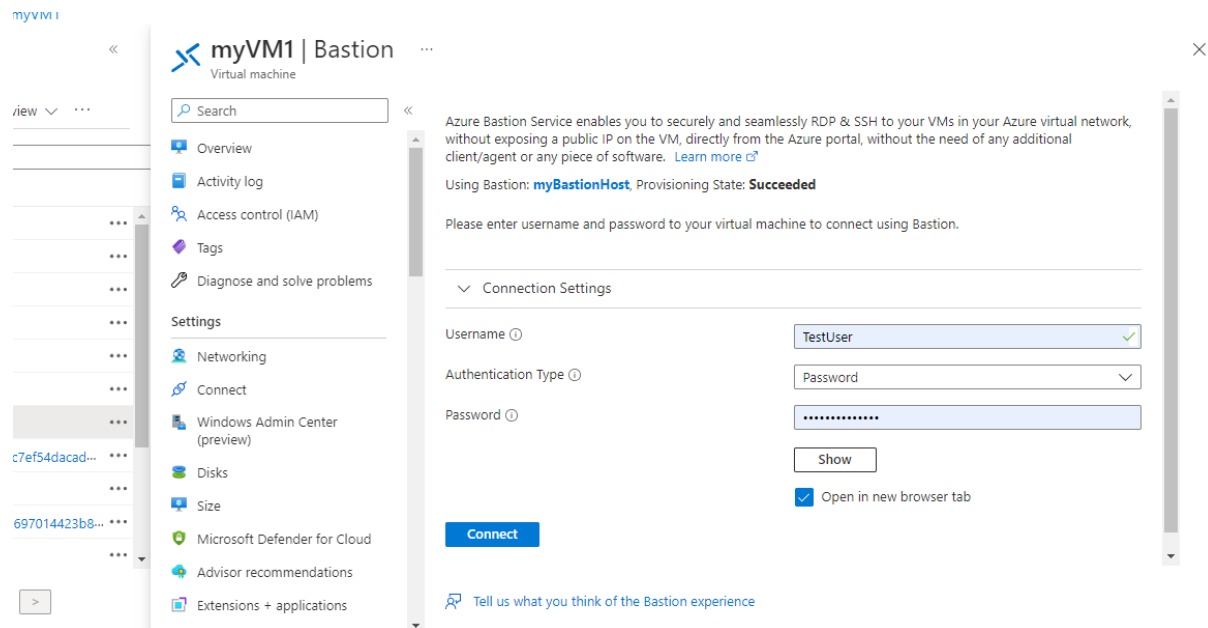 myVM1
«
myVM1 | Bastion ...
Virtual machine
view
...
Search
«
Overview
Activity log
Access control (IAM)
Tags
Diagnose and solve problems
Settings
Networking
Connect
Windows Admin Center
(preview)
Disks
Size
Microsoft Defender for Cloud
Advisor recommendations
Extensions + applications
c7ef54dacad...
697014423b8...
>
Azure Bastion Service enables you to securely and seamlessly RDP & SSH to your VMs in your Azure virtual network,
without exposing a public IP on the VM, directly from the Azure portal, without the need of any additional
client/agent or any piece of software. Learn more
Using Bastion: myBastionHost, Provisioning State: Succeeded
Please enter username and password to your virtual machine to connect using Bastion.
Connection Settings
Username
TestUser
Authentication Type
Password
Password
••••••••••••••
Show
Open in new browser tab
Connect
Tell us what you think of the Bastion experience